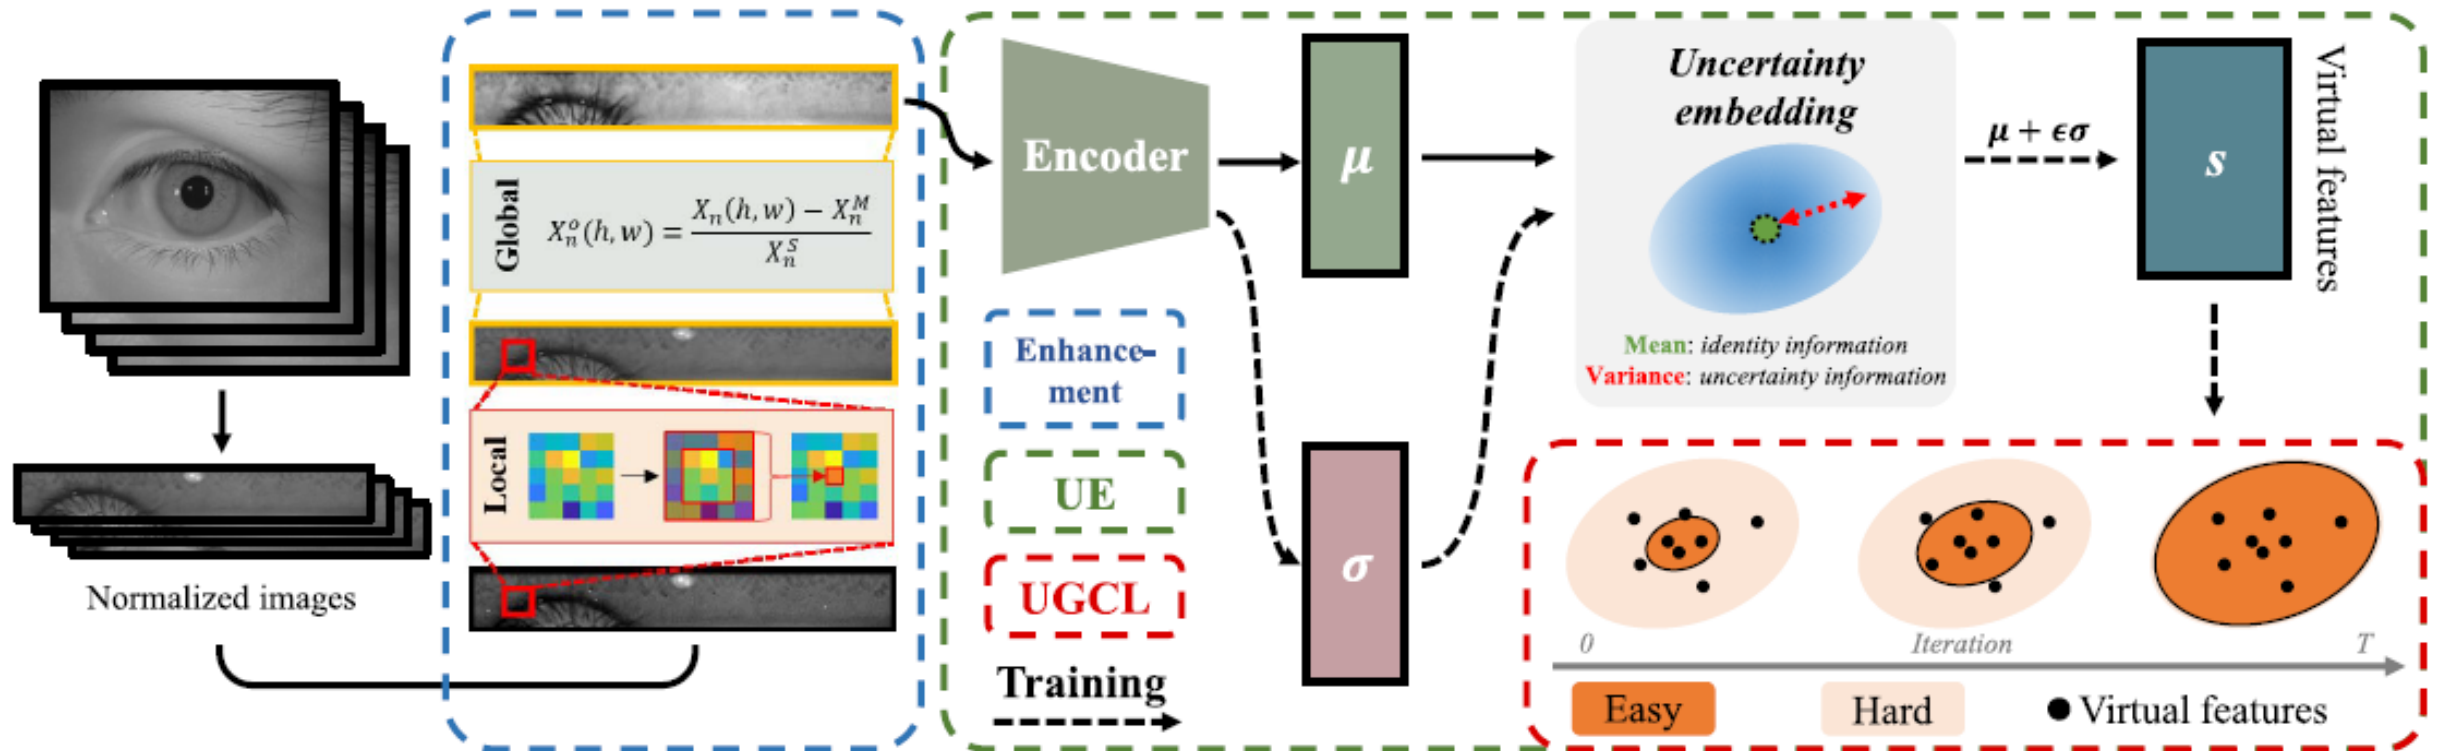 Normalized images
Global
X_n^o(h, w) = \frac{X_n(h, w) − X_n^M}{X_n^S}
Local
Encoder
Enhance-
ment
UE
UGCL
Training
μ
σ
Uncertainty
embedding
Mean: identity information
Variance: uncertainty information
μ + ϵσ
s
Virtual features
0 Iteration T
Easy Hard Virtual features